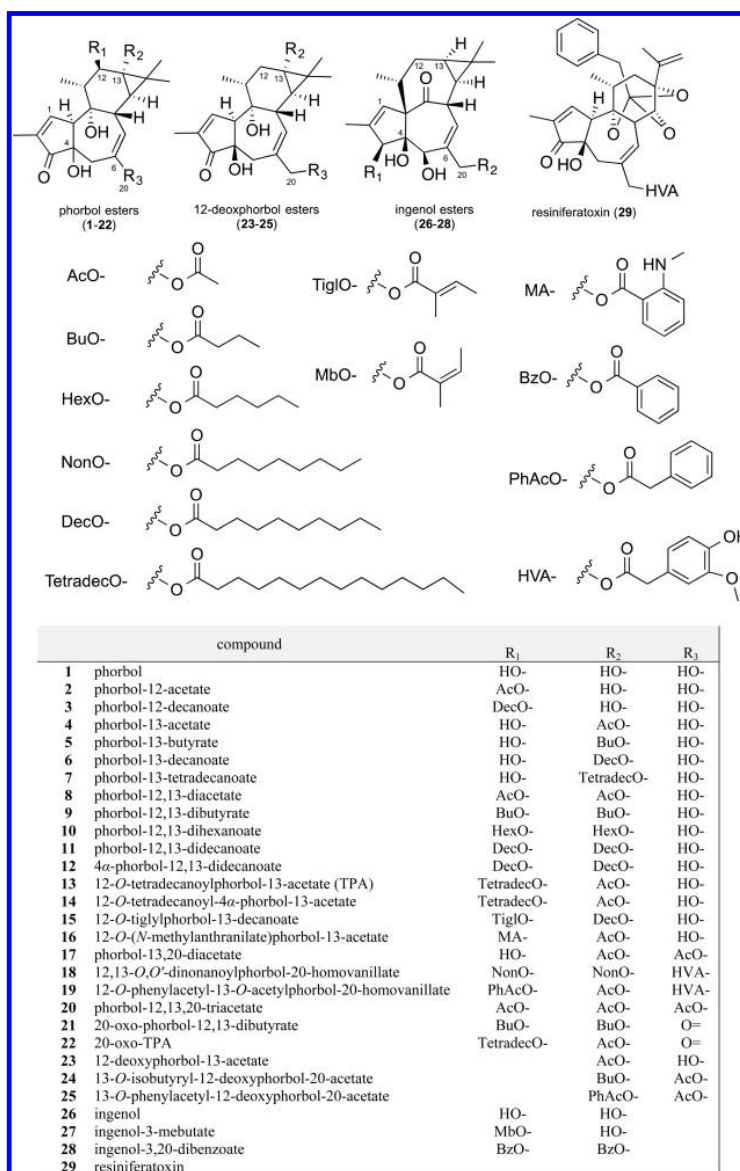 R1
R2
12
13
H
H
1
OH
4
O
OH
6
R3
20
R2
12
13
H
H
OH
4
O
OH
6
20
R3
H
12
13
O
H
1
H
4
6
HO
R1
OH
20
R2
H
O
O
O
O
HO
HVA
phorbol esters
(1-22)
12-deoxphorbol esters
(23-25)
ingenol esters
(26-28)
resiniferatoxin (29)
AcO-
O
O
TiglO-
O
O
MA-
O
O
HN
BuO-
O
O
MbO-
O
O
BzO-
O
O
HexO-
O
O
NonO-
O
O
PhAcO-
O
O
DecO-
O
O
TetradecO-
O
O
HVA-
O
O
OH
O
compound R1 R2 R3
1 phorbol HO- HO- HO-
2 phorbol-12-acetate AcO- HO- HO-
3 phorbol-12-decanoate DecO- HO- HO-
4 phorbol-13-acetate HO- AcO- HO-
5 phorbol-13-butyrate HO- BuO- HO-
6 phorbol-13-decanoate HO- DecO- HO-
7 phorbol-13-tetradecanoate HO- TetradecO- HO-
8 phorbol-12,13-diacetate AcO- AcO- HO-
9 phorbol-12,13-dibutyrate BuO- BuO- HO-
10 phorbol-12,13-dihexanoate HexO- HexO- HO-
11 phorbol-12,13-didecanoate DecO- DecO- HO-
12 4α-phorbol-12,13-didecanoate DecO- DecO- HO-
13 12-O-tetradecanoylphorbol-13-acetate (TPA) TetradecO- AcO- HO-
14 12-O-tetradecanoyl-4α-phorbol-13-acetate TetradecO- AcO- HO-
15 12-O-tiglylphorbol-13-decanoate TiglO- DecO- HO-
16 12-O-(N-methylanthranilate)phorbol-13-acetate MA- AcO- HO-
17 phorbol-13,20-diacetate HO- AcO- AcO-
18 12,13-O,O'-dinonanoylphorbol-20-homovanillate NonO- NonO- HVA-
19 12-O-phenylacetyl-13-O-acetylphorbol-20-homovanillate PhAcO- AcO- HVA-
20 phorbol-12,13,20-triacetate AcO- AcO- AcO-
21 20-oxo-phorbol-12,13-dibutyrate BuO- BuO- O=
22 20-oxo-TPA TetradecO- AcO- O=
23 12-deoxyphorbol-13-acetate AcO- HO-
24 13-O-isobutyryl-12-deoxyphorbol-20-acetate BuO- AcO-
25 13-O-phenylacetyl-12-deoxyphorbol-20-acetate PhAcO- AcO-
26 ingenol HO- HO-
27 ingenol-3-mebutate MbO- HO-
28 ingenol-3,20-dibenzoate BzO- BzO-
29 resiniferatoxin